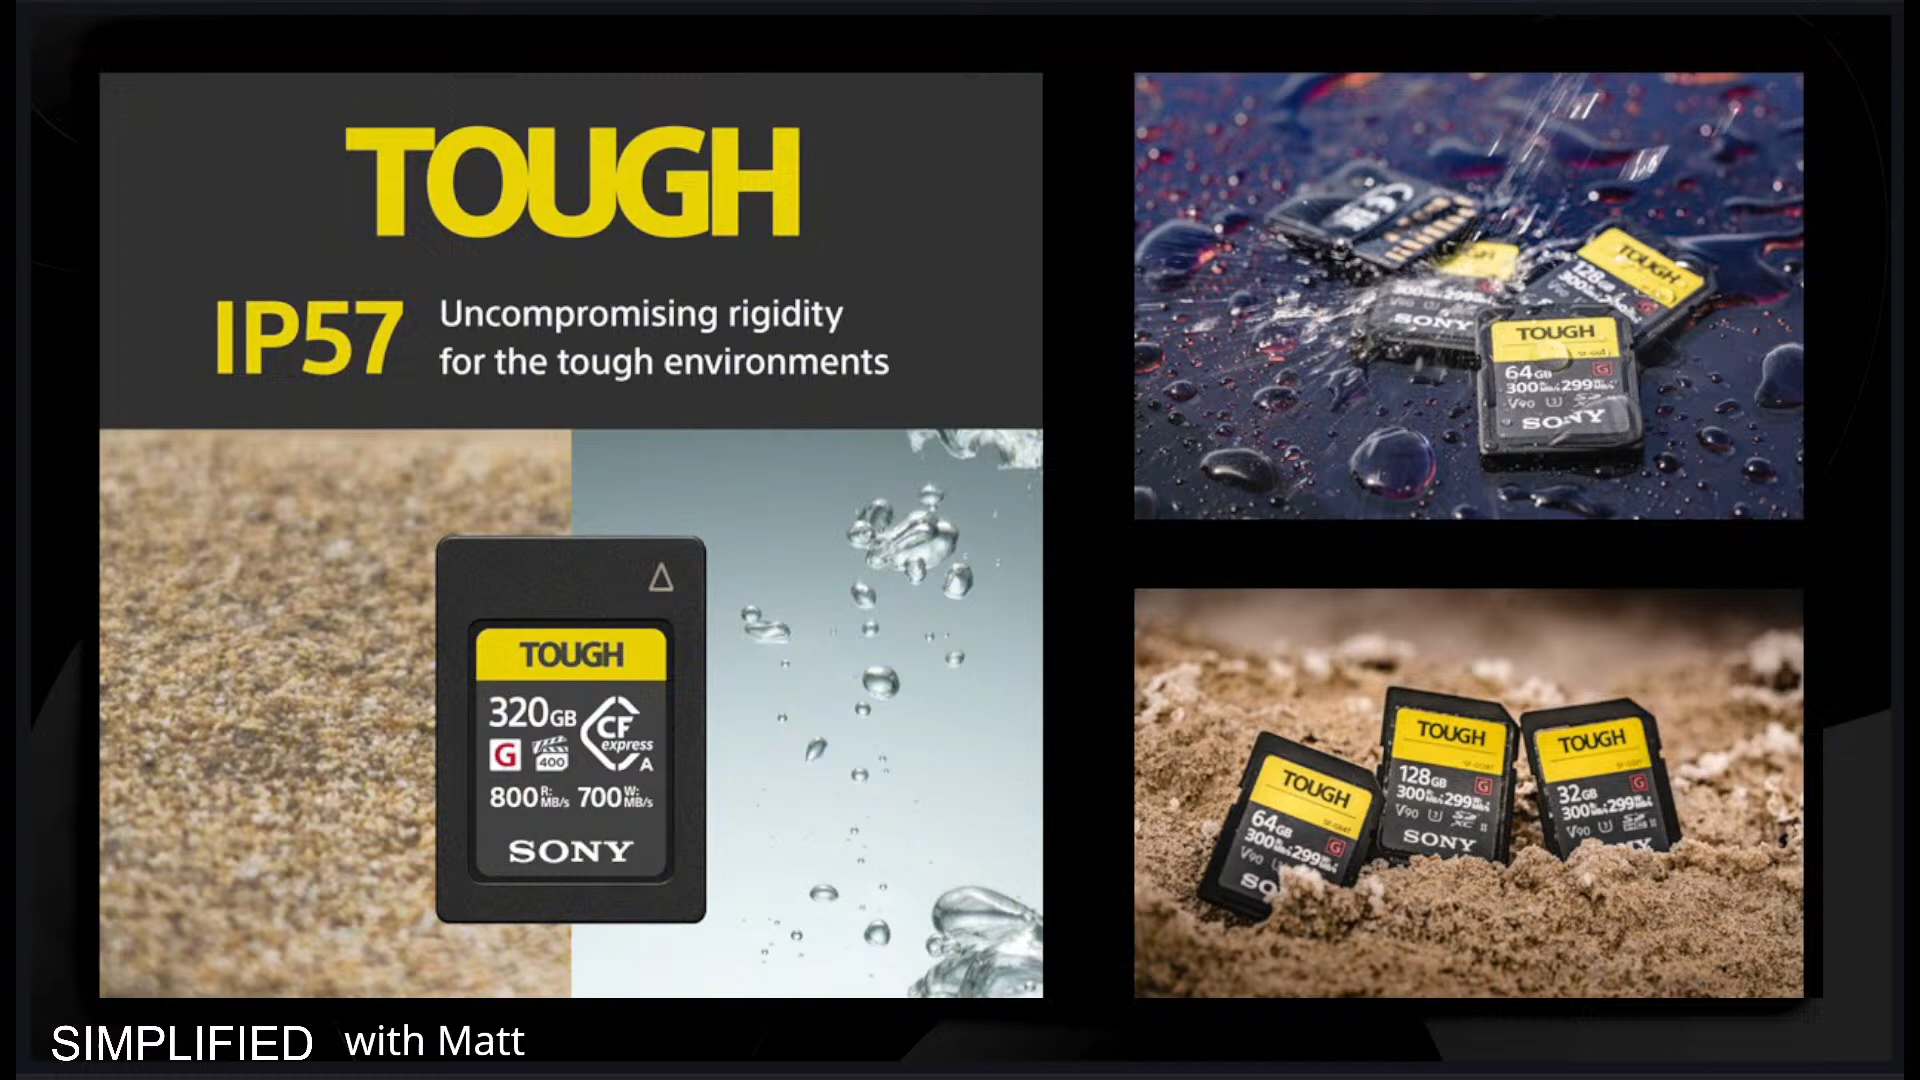 TOUGH
IP57
Uncompromising rigidity
for the tough environments
TOUGH
320GB
CF
express
A
G
400
800 R: MB/s 700 W: MB/s
SONY
TOUGH
128GB
SONY
TOUGH
64GB
G
300 299
V90
SONY
TOUGH
64GB
G
300 299
V90
SO
TOUGH
128GB
G
300 299
V90
SONY
TOUGH
32GB
G
300 299
V90
SIMPLIFIED with Matt